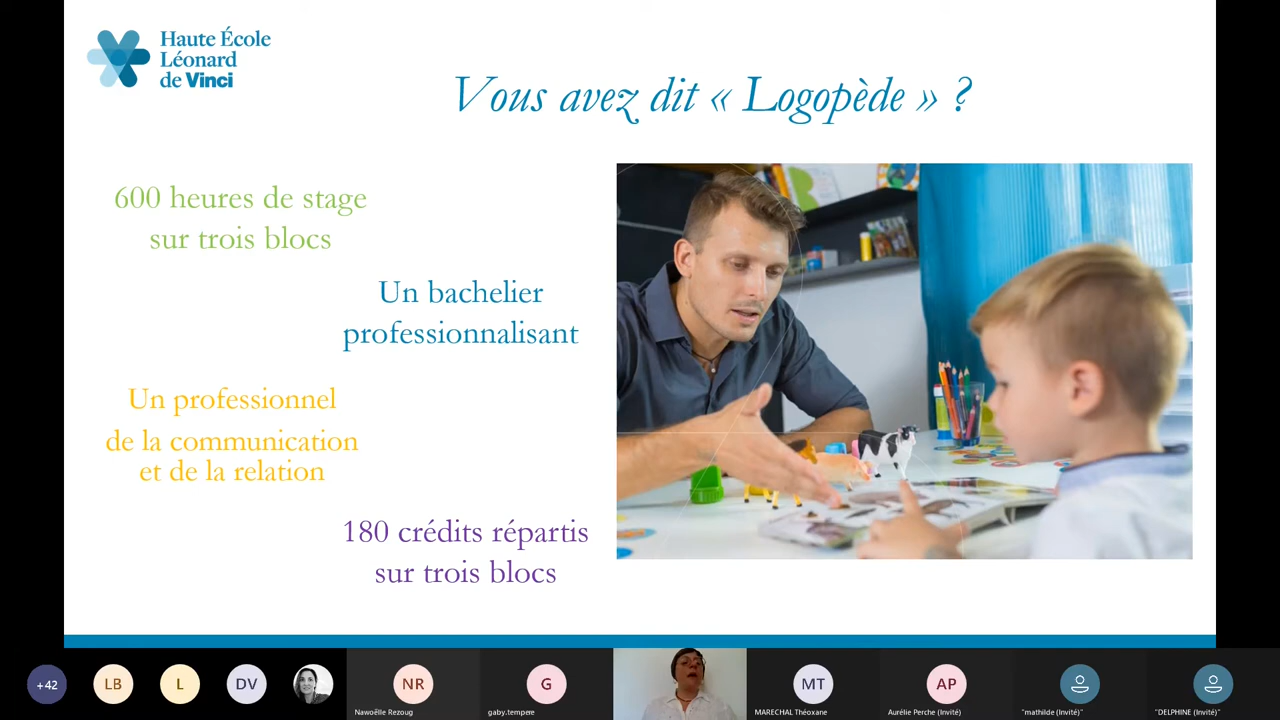 Haute École
Léonard
de Vinci
Vous avez dit « Logopède » ?
600 heures de stage
sur trois blocs
Un bachelier
professionnalisant
Un professionnel
de la communication
et de la relation
180 crédits répartis
sur trois blocs
+42
LB
L
DV
NR
Nawoëlle Rezoug
G
gaby.tempere
MT
MARECHAL Théoxane
AP
Aurélie Perche (Invité)
"mathilde (Invité)"
"DELPHINE (Invité)"